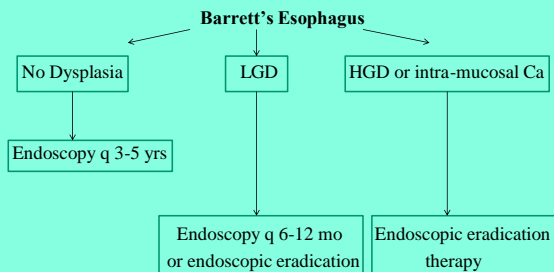 Barrett's Esophagus
No Dysplasia
LGD
HGD or intra-mucosal Ca
Endoscopy q 3-5 yrs
Endoscopy q 6-12 mo
or endoscopic eradication
Endoscopic eradication
therapy